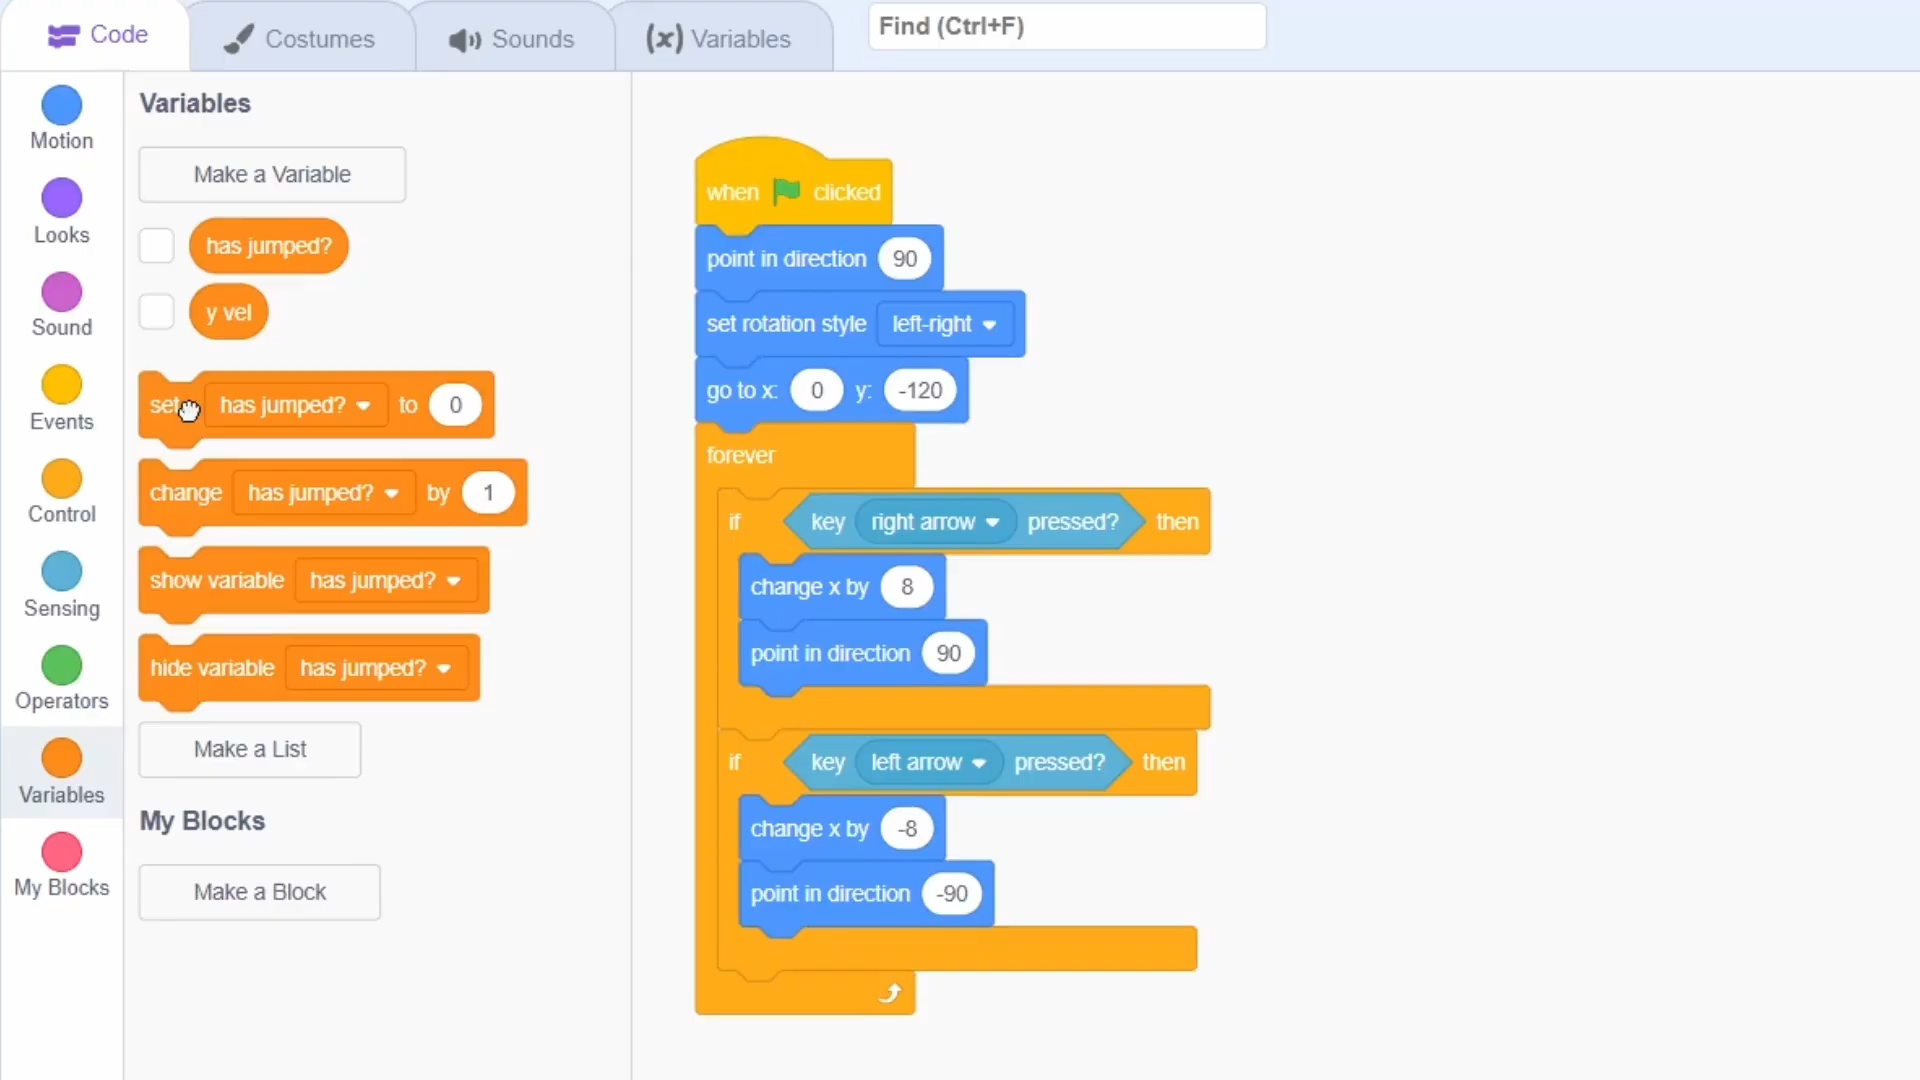 Code
Costumes
Sounds
(x) Variables
Find (Ctrl+F)
Motion
Looks
Sound
Events
Control
Sensing
Operators
Variables
My Blocks
Variables
Make a Variable
has jumped?
y vel
set has jumped? to 0
change has jumped? by 1
show variable has jumped?
hide variable has jumped?
Make a List
My Blocks
Make a Block
when clicked
point in direction 90
set rotation style left-right
go to x: 0 y: -120
forever
if key right arrow pressed? then
change x by 8
point in direction 90
if key left arrow pressed? then
change x by -8
point in direction -90